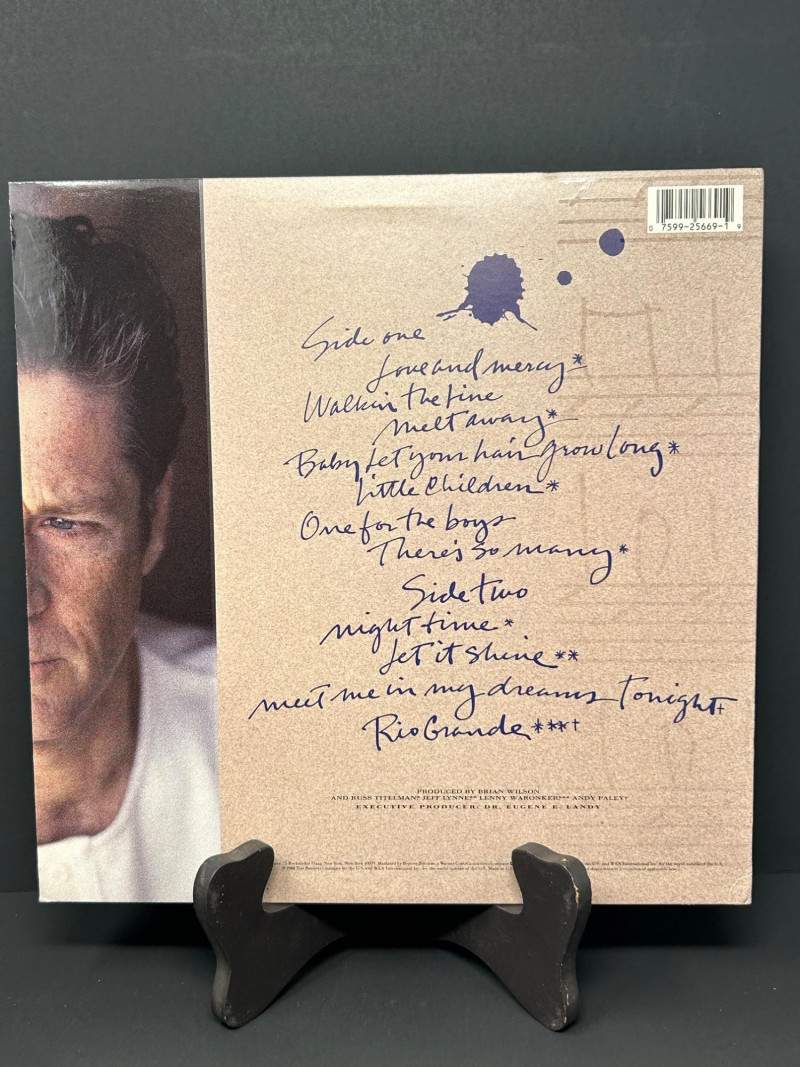 0 7599-25669-1 9
Side one
Love and mercy*
Walkin the line
melt away*
Baby Let your hair grow long*
Little Children*
One for the boys
There's so many*
Side two
night time*
Let it shine**
meet me in my dreams Tonight†
Rio Grande***†
PRODUCED BY BRIAN WILSON
AND RUSS TITELMAN* JEFF LYNNE** LENNY WARONKER*** ANDY PALEY†
EXECUTIVE PRODUCER: DR. EUGENE E. LANDY